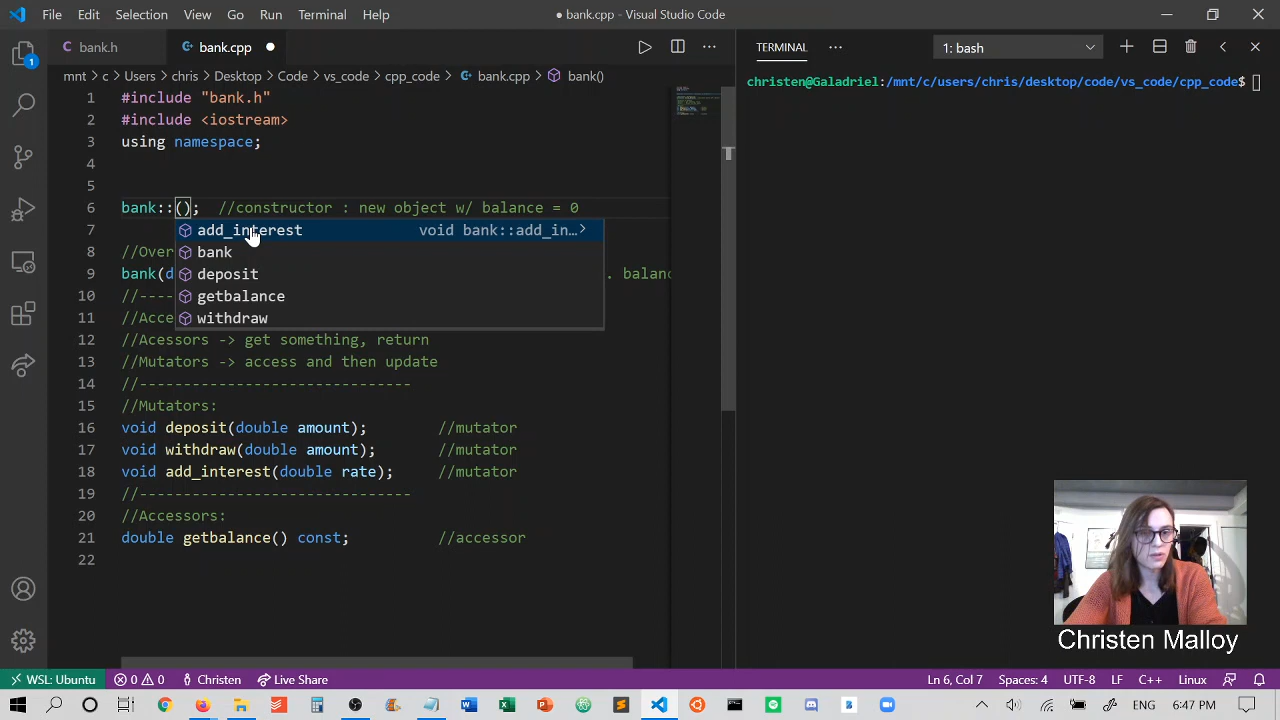 File Edit Selection View Go Run Terminal Help
● bank.cpp - Visual Studio Code
bank.h
bank.cpp
mnt > c > Users > chris > Desktop > Code > vs_code > cpp_code > bank.cpp > bank()
1 #include "bank.h"
2 #include <iostream>
3 using namespace;
4
5
6 bank::(); //constructor : new object w/ balance = 0
7
add_interest void bank::add_in…
8 //Over
bank
9 bank(d . balanc
deposit
10 //----
getbalance
11 //Acce
withdraw
12 //Acessors -> get something, return
13 //Mutators -> access and then update
14 //-------------------------------
15 //Mutators:
16 void deposit(double amount); //mutator
17 void withdraw(double amount); //mutator
18 void add_interest(double rate); //mutator
19 //-------------------------------
20 //Accessors:
21 double getbalance() const; //accessor
22
TERMINAL
1: bash
christen@Galadriel:/mnt/c/users/chris/desktop/code/vs_code/cpp_code$
Christen Malloy
1
WSL: Ubuntu
0 0
Christen
Live Share
Ln 6, Col 7
Spaces: 4
UTF-8
LF
C++
Linux
ENG
6:47 PM